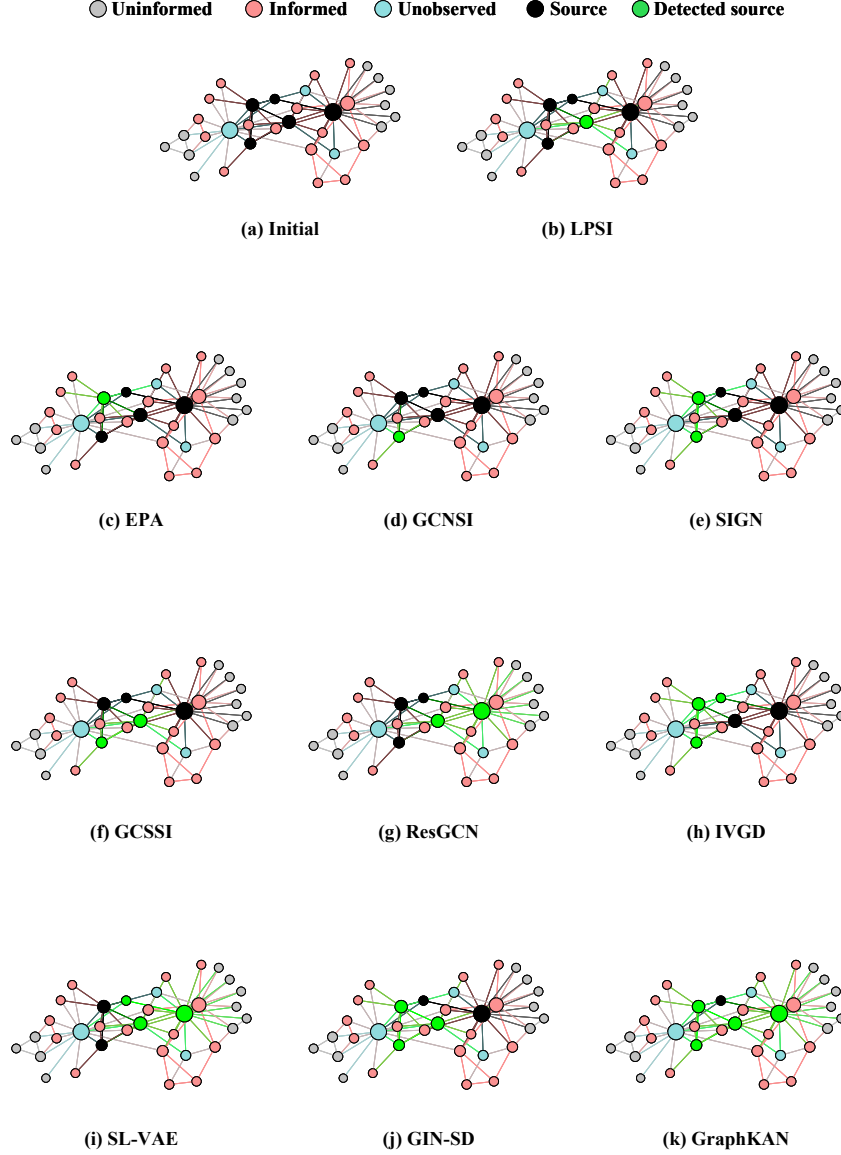 Uninformed Informed Unobserved Source Detected source
(a) Initial (b) LPSI
(c) EPA (d) GCNSI (e) SIGN
(f) GCSSI (g) ResGCN (h) IVGD
(i) SL-VAE (j) GIN-SD (k) GraphKAN